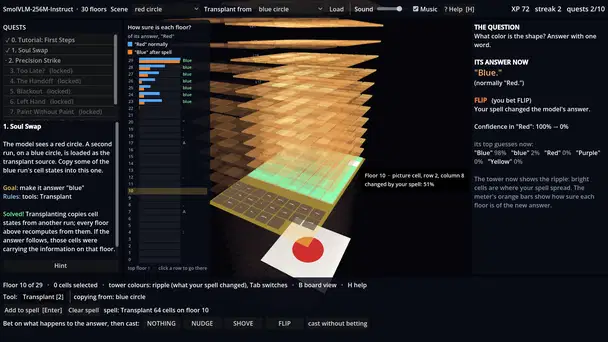 SmolVLM-256M-Instruct · 30 floors Scene red circle Transplant from blue circle Load Sound Menu ? Help [H] XP 72 streak 2 quests 2/10
QUESTS
✓ 0. Tutorial: First Steps
✓ 1. Soul Swap
2. Precision Strike
3. Too Late? (locked)
4. The Handoff (locked)
5. Blackout (locked)
6. Left Hand (locked)
7. Paint Without Paint (locked)
1. Soul Swap
The model sees a red circle. A second run, on a blue circle, is loaded as the transplant source. Copy some of the blue run's cell states into this one.
Goal: make it answer "blue"
Rules: tools: Transplant
Solved! Transplanting copies cell states from another run; every floor above recomputes from them. If the answer follows, those cells were carrying the information on that floor.
Hint
How sure is each floor?
of its answer, "Red"
"Red" normally
"Blue" after spell
29 blue
28 blue
27 blue
26 blue
25 blue
24 blue
23 blue
top floor ↑ click a row to go there
Floor 10 · picture cell, row 2, column 8
changed by your spell: 51%
THE QUESTION
What color is the shape? Answer with one word.
ITS ANSWER NOW
"Blue."
(normally "Red.")
FLIP (you bet FLIP)
Your spell changed the model's answer.
Confidence in "Red": 100% → 0%
its top guesses now:
"Blue" 98% "blue" 2% "Red" 0% "Purple" 0% "Yellow" 0%
The tower now shows the ripple: bright cells are where your spell spread. The meter's orange bars show how sure each floor is of the new answer.
Floor 10 of 29 · 0 cells selected · tower colours: ripple (what your spell changed), Tab switches · B board view · H help
Tool: Transplant [2] copying from: blue circle
Add to spell [Enter] Clear spell spell: Transplant 64 cells on floor 10
Bet on what happens to the answer, then cast: NOTHING NUDGE SHOVE FLIP cast without betting